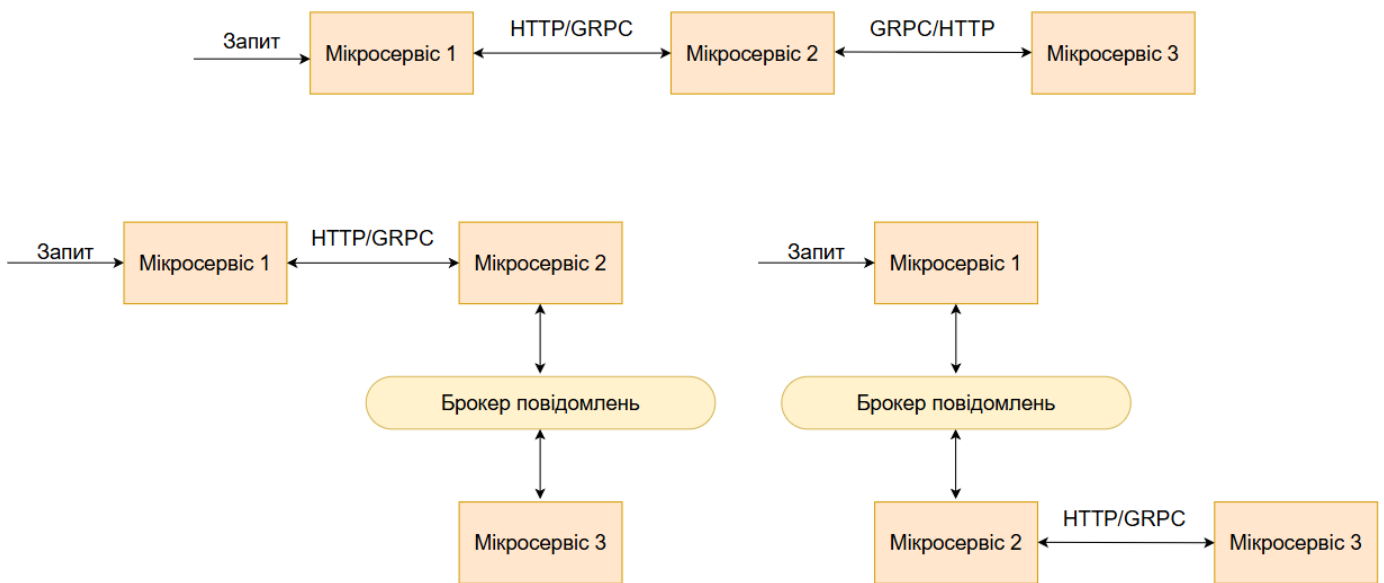 Запит
Мікросервіс 1
HTTP/GRPC
Мікросервіс 2
GRPC/HTTP
Мікросервіс 3
Запит
Мікросервіс 1
HTTP/GRPC
Мікросервіс 2
Брокер повідомлень
Мікросервіс 3
Запит
Мікросервіс 1
Брокер повідомлень
Мікросервіс 2
HTTP/GRPC
Мікросервіс 3